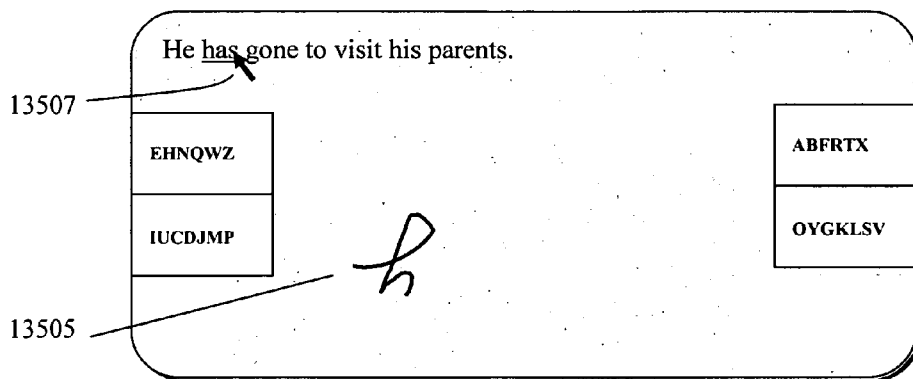 He has gone to visit his parents.
13507
EHNQWZ
ABFRTX
IUCDJMP
OYGKLSV
h
13505